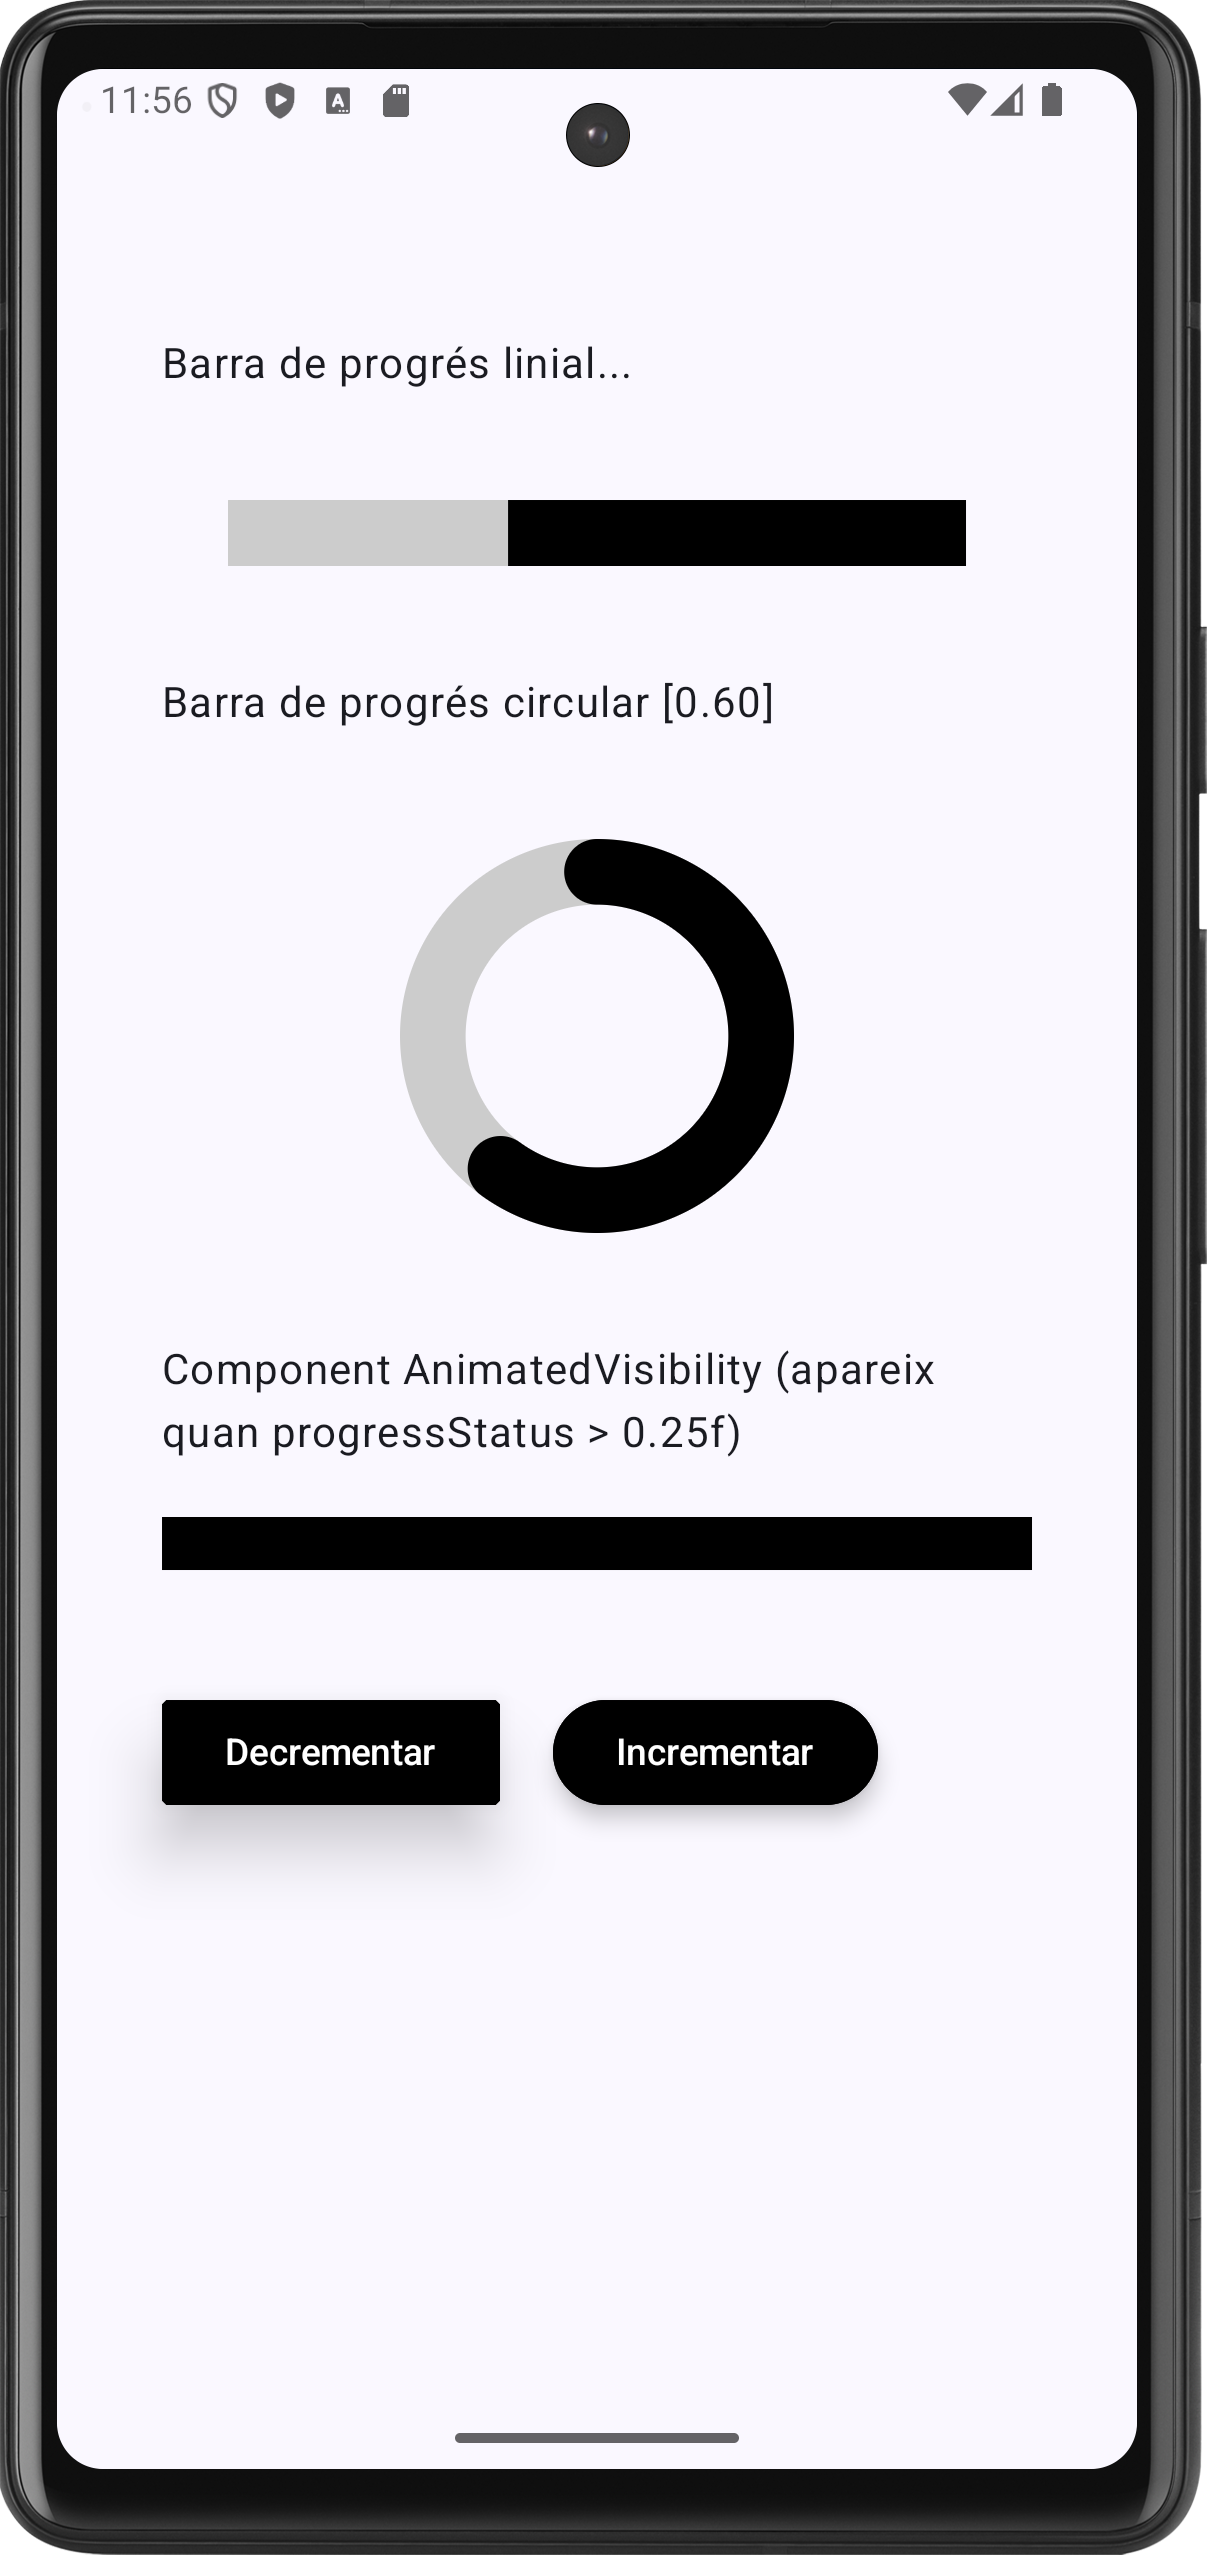 11:56
Barra de progrés linial...
Barra de progrés circular [0.60]
Component AnimatedVisibility (apareix
quan progressStatus > 0.25f)
Decrementar
Incrementar